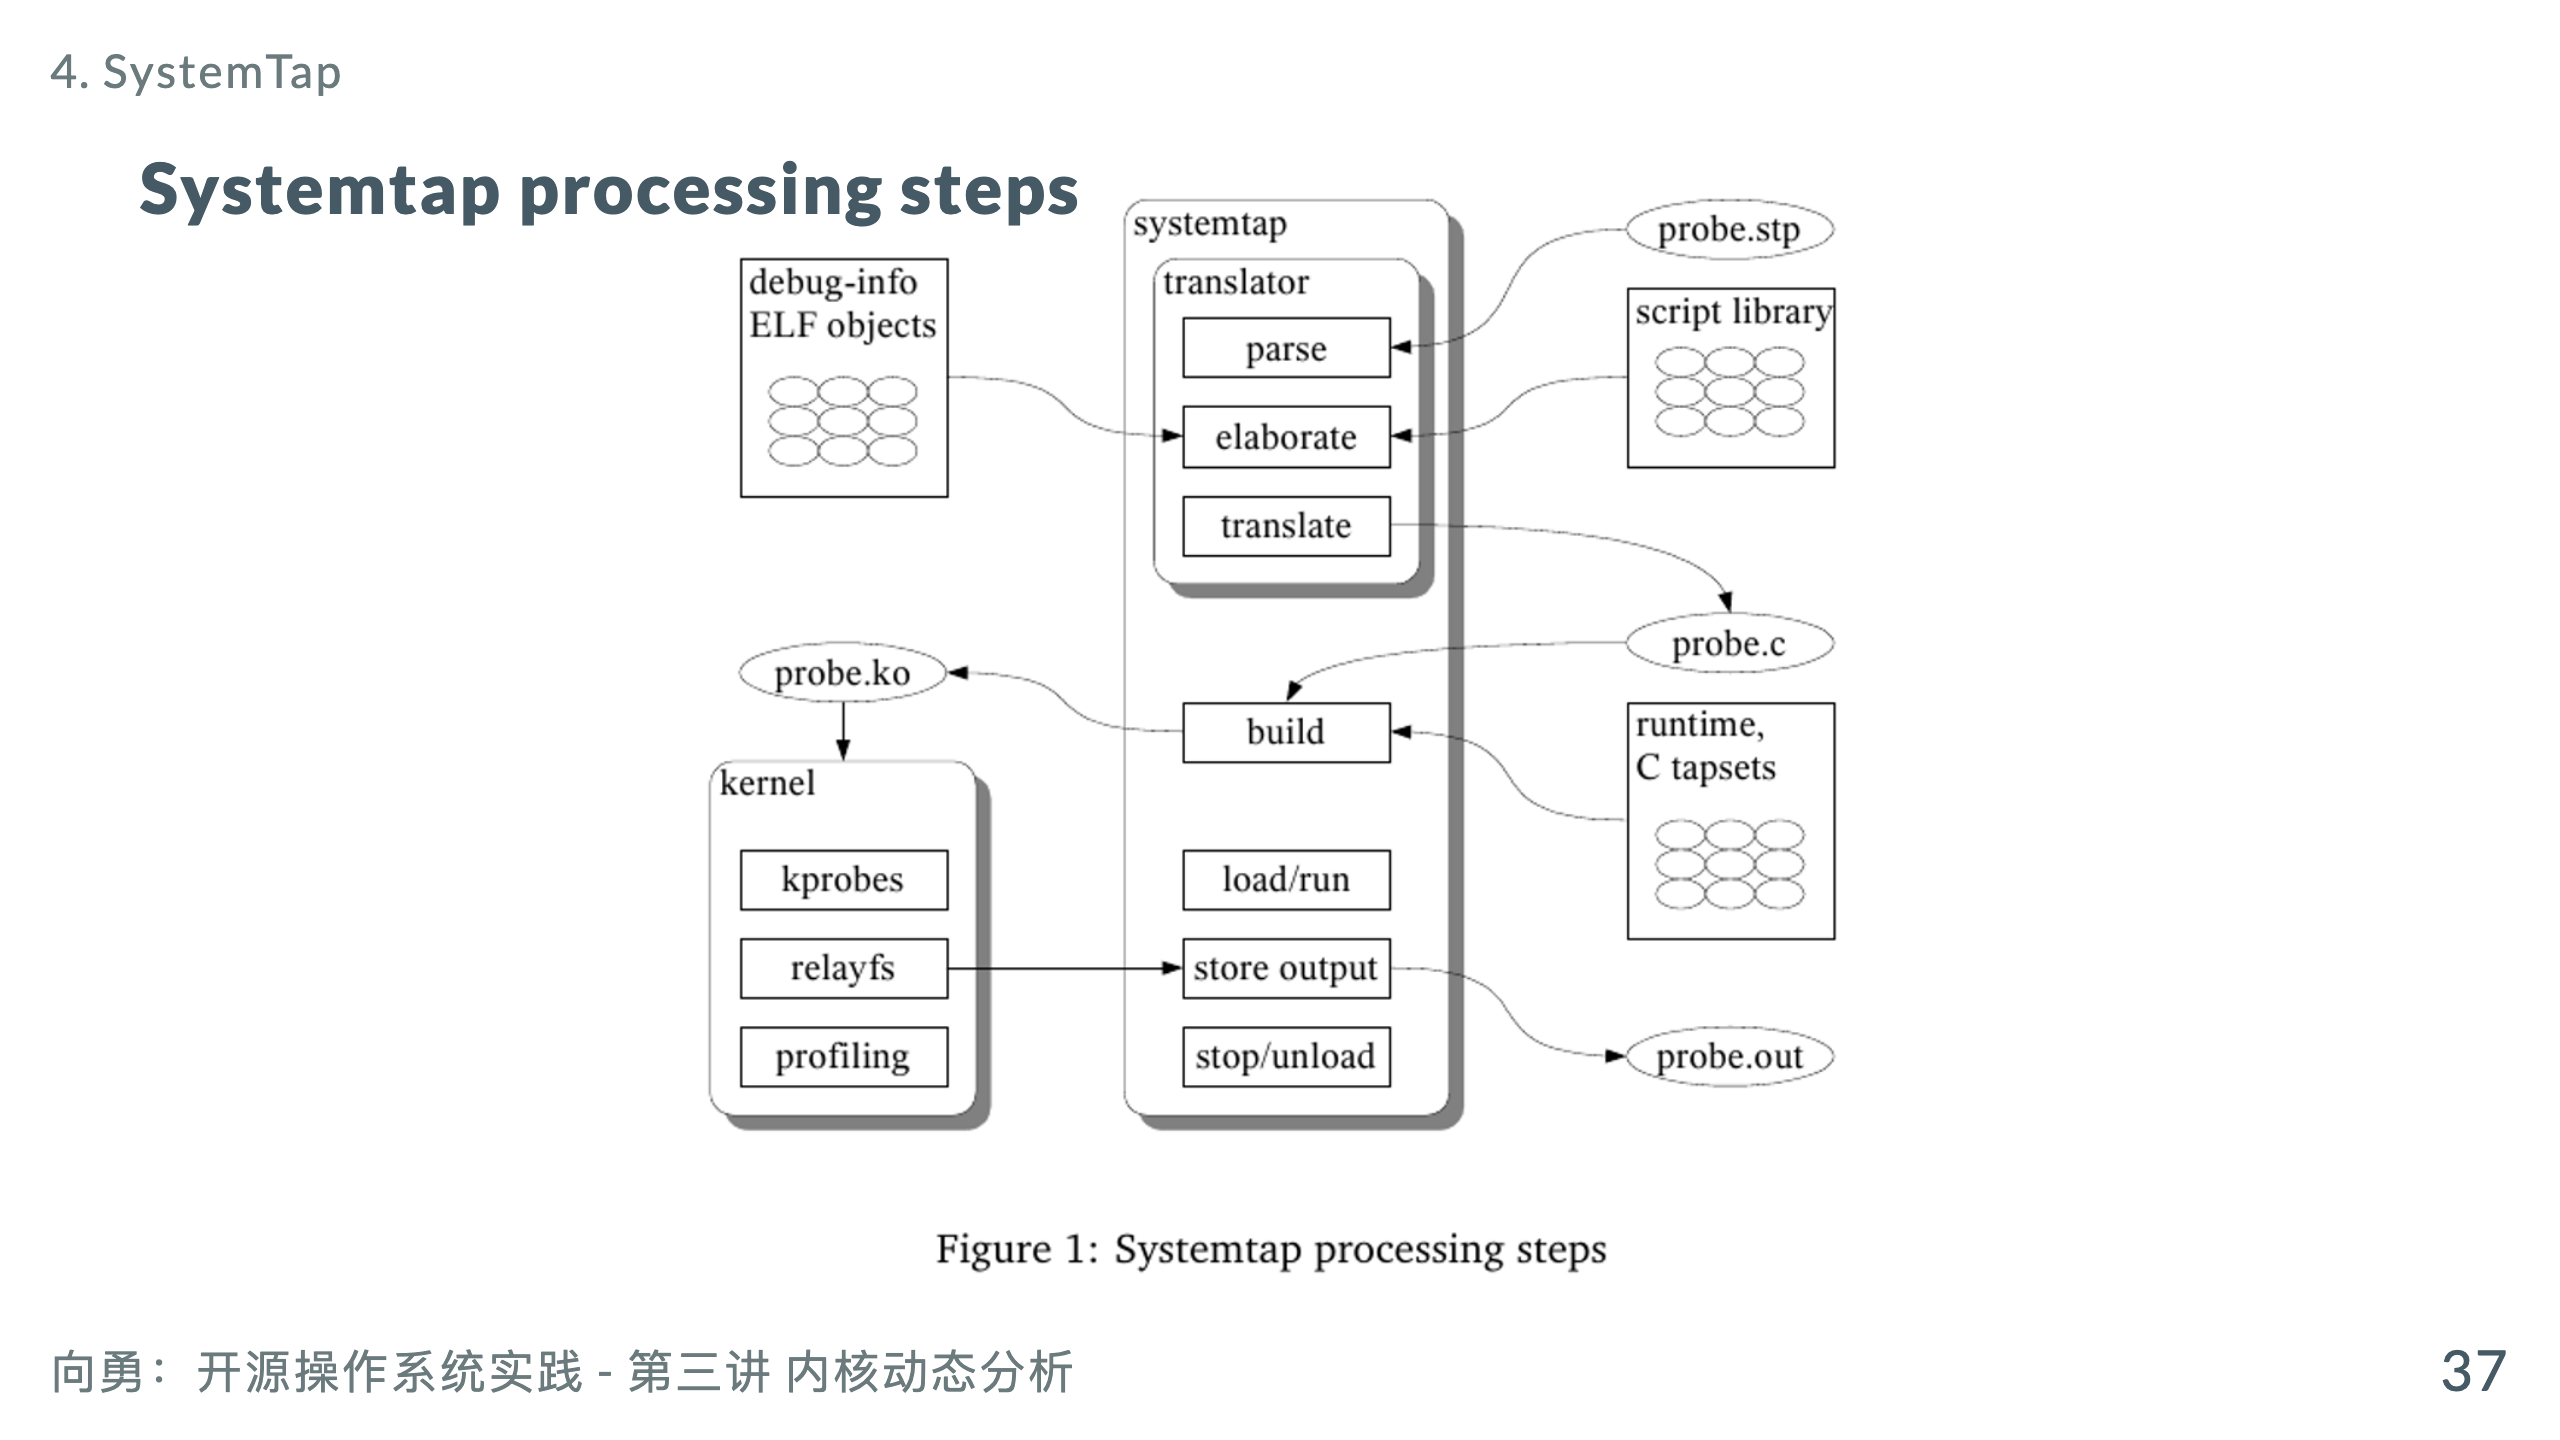 4. SystemTap
Systemtap processing steps
debug-info
ELF objects
systemtap
translator
parse
elaborate
translate
probe.stp
script library
probe.c
probe.ko
build
runtime,
C tapsets
kernel
kprobes
relayfs
profiling
load/run
store output
stop/unload
probe.out
Figure 1: Systemtap processing steps
向勇：开源操作系统实践 - 第三讲 内核动态分析
37